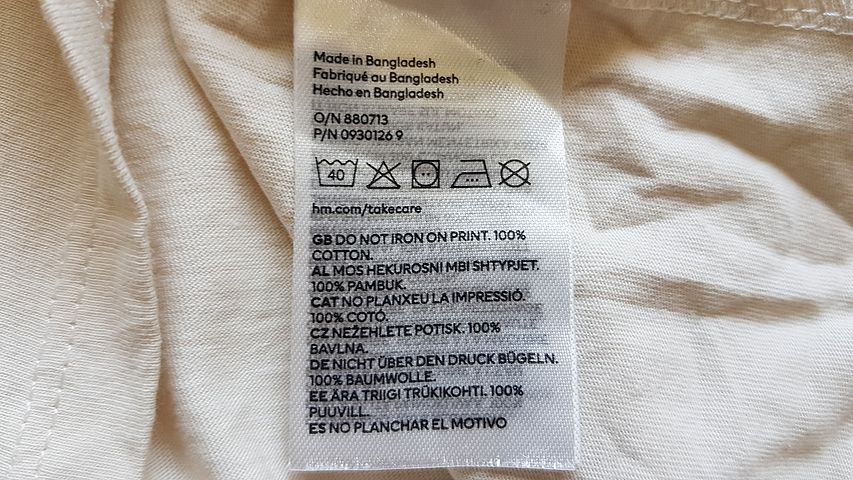 Made in Bangladesh
Fabriqué au Bangladesh
Hecho en Bangladesh
O/N 880713
P/N 0930126 9
40
hm.com/takecare
GB DO NOT IRON ON PRINT. 100%
COTTON.
AL MOS HEKUROSNI MBI SHTYPJET.
100% PAMBUK.
CAT NO PLANXEU LA IMPRESSIÓ.
100% COTÓ.
CZ NEŽEHLETE POTISK. 100%
BAVLNA.
DE NICHT ÜBER DEN DRUCK BÜGELN.
100% BAUMWOLLE.
EE ÄRA TRIIGI TRÜKIKOHTI. 100%
PUUVILL.
ES NO PLANCHAR EL MOTIVO